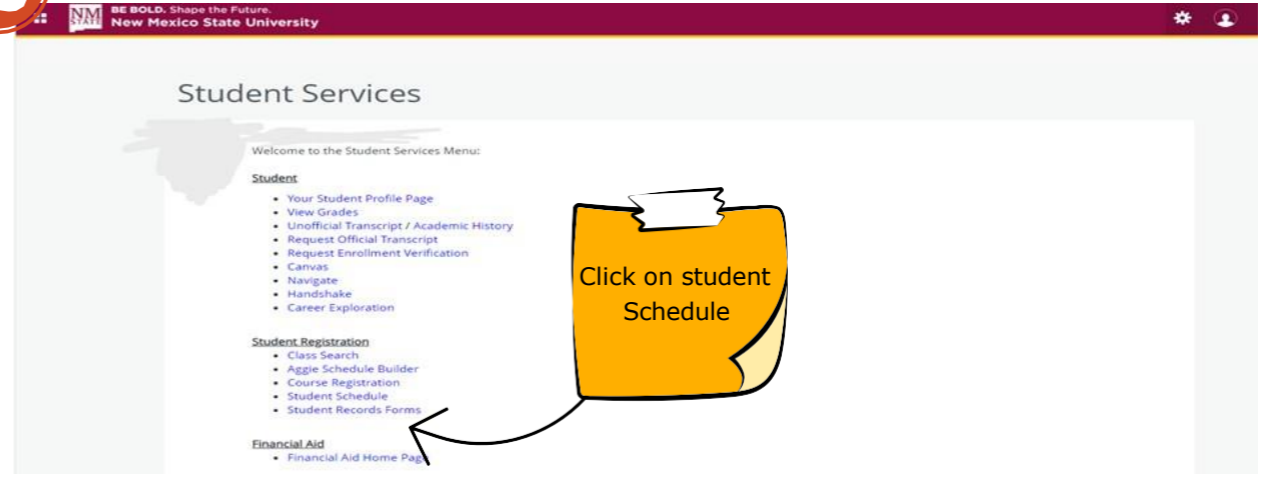 NM
STATE
BE BOLD. Shape the Future.
New Mexico State University
Student Services
Welcome to the Student Services Menu:
Student
• Your Student Profile Page
• View Grades
• Unofficial Transcript / Academic History
• Request Official Transcript
• Request Enrollment Verification
• Canvas
• Navigate
• Handshake
• Career Exploration
Click on student
Schedule
Student Registration
• Class Search
• Aggie Schedule Builder
• Course Registration
• Student Schedule
• Student Records Forms
Financial Aid
• Financial Aid Home Page